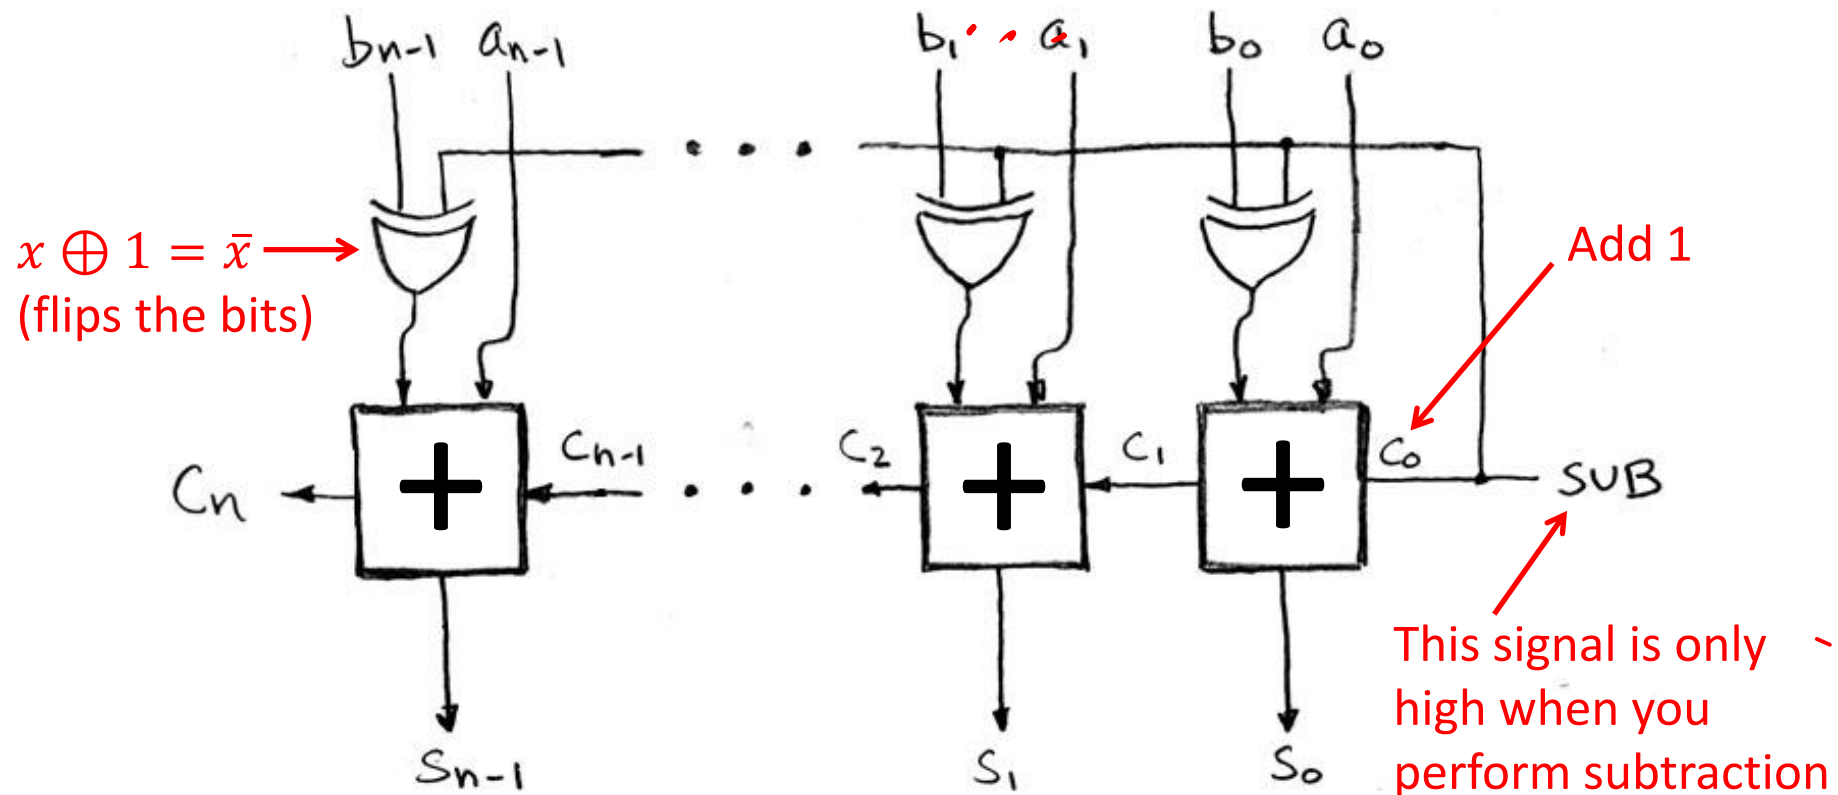 bn-1 an-1 b1 a1 b0 a0
x ⊕ 1 = x̄
(flips the bits)
Add 1
Cn + Cn-1 C2 + C1 + C0 SUB
This signal is only
high when you
perform subtraction
Sn-1 S1 S0